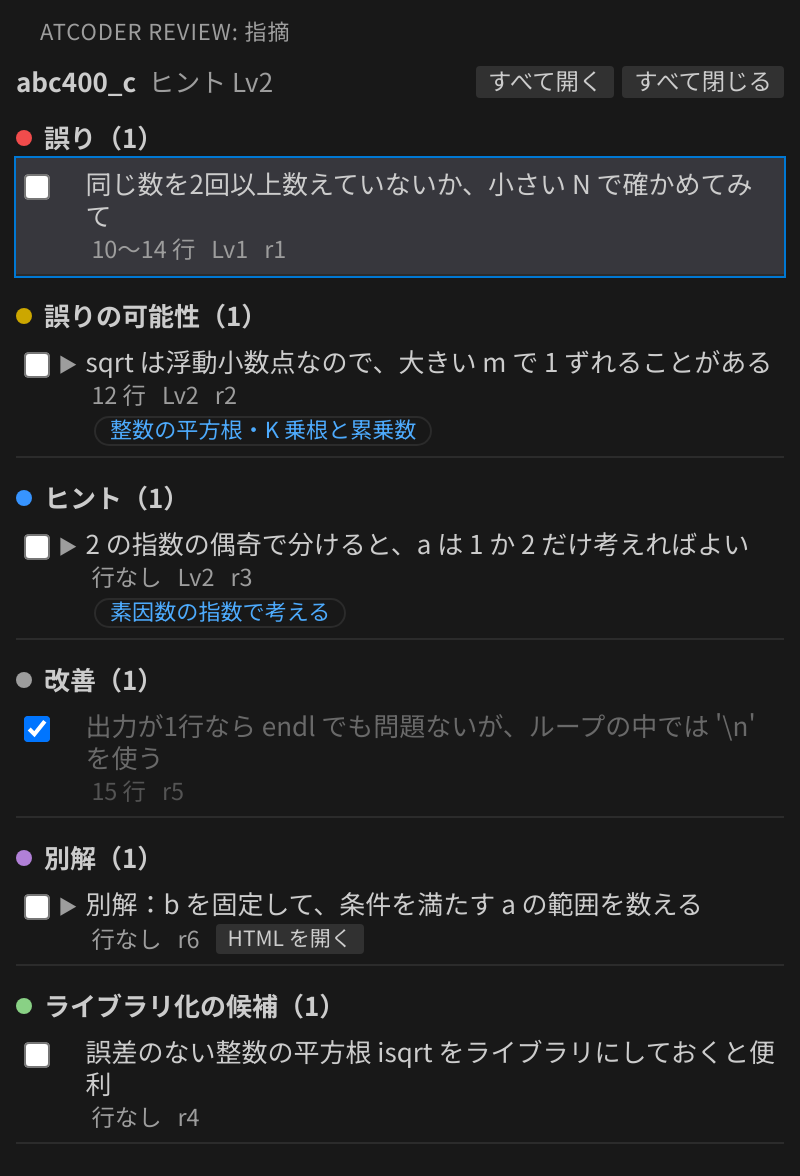 ATCODER REVIEW: 指摘
abc400_c ヒント Lv2
すべて開く すべて閉じる
誤り（1）
同じ数を2回以上数えていないか、小さい N で確かめてみ
て
10〜14 行 Lv1 r1
誤りの可能性（1）
sqrt は浮動小数点なので、大きい m で 1 ずれることがある
12 行 Lv2 r2
整数の平方根・K 乗根と累乗数
ヒント（1）
2 の指数の偶奇で分けると、a は 1 か 2 だけ考えればよい
行なし Lv2 r3
素因数の指数で考える
改善（1）
出力が1行なら endl でも問題ないが、ループの中では '\n'
を使う
15 行 r5
別解（1）
別解：b を固定して、条件を満たす a の範囲を数える
行なし r6 HTML を開く
ライブラリ化の候補（1）
誤差のない整数の平方根 isqrt をライブラリにしておくと便
利
行なし r4